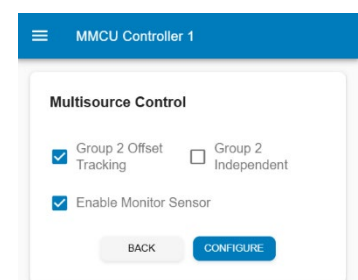 MMCU Controller 1
Multisource Control
Group 2 Offset Tracking
Group 2 Independent
Enable Monitor Sensor
BACK
CONFIGURE